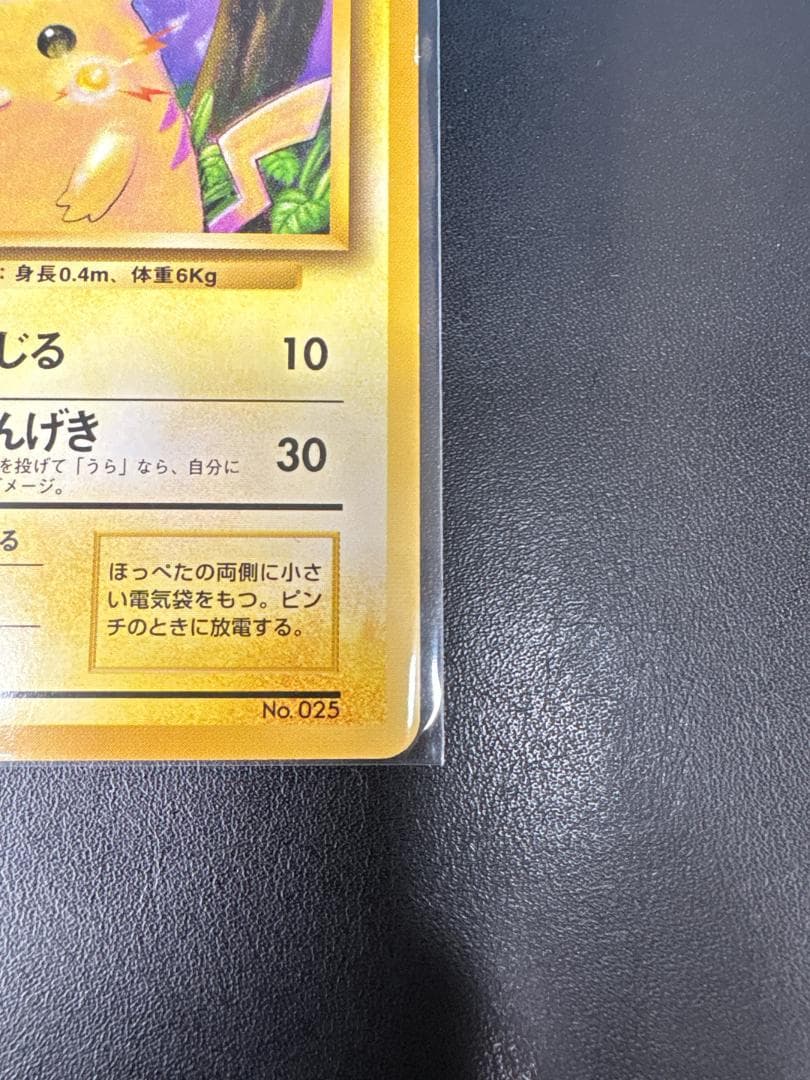 : 身長0.4m、体重6Kg
じる 10
んげき 30
を投げて「うら」なら、自分に
メージ。
る
ほっぺたの両側に小さ
い電気袋をもつ。ピン
チのときに放電する。
No. 025